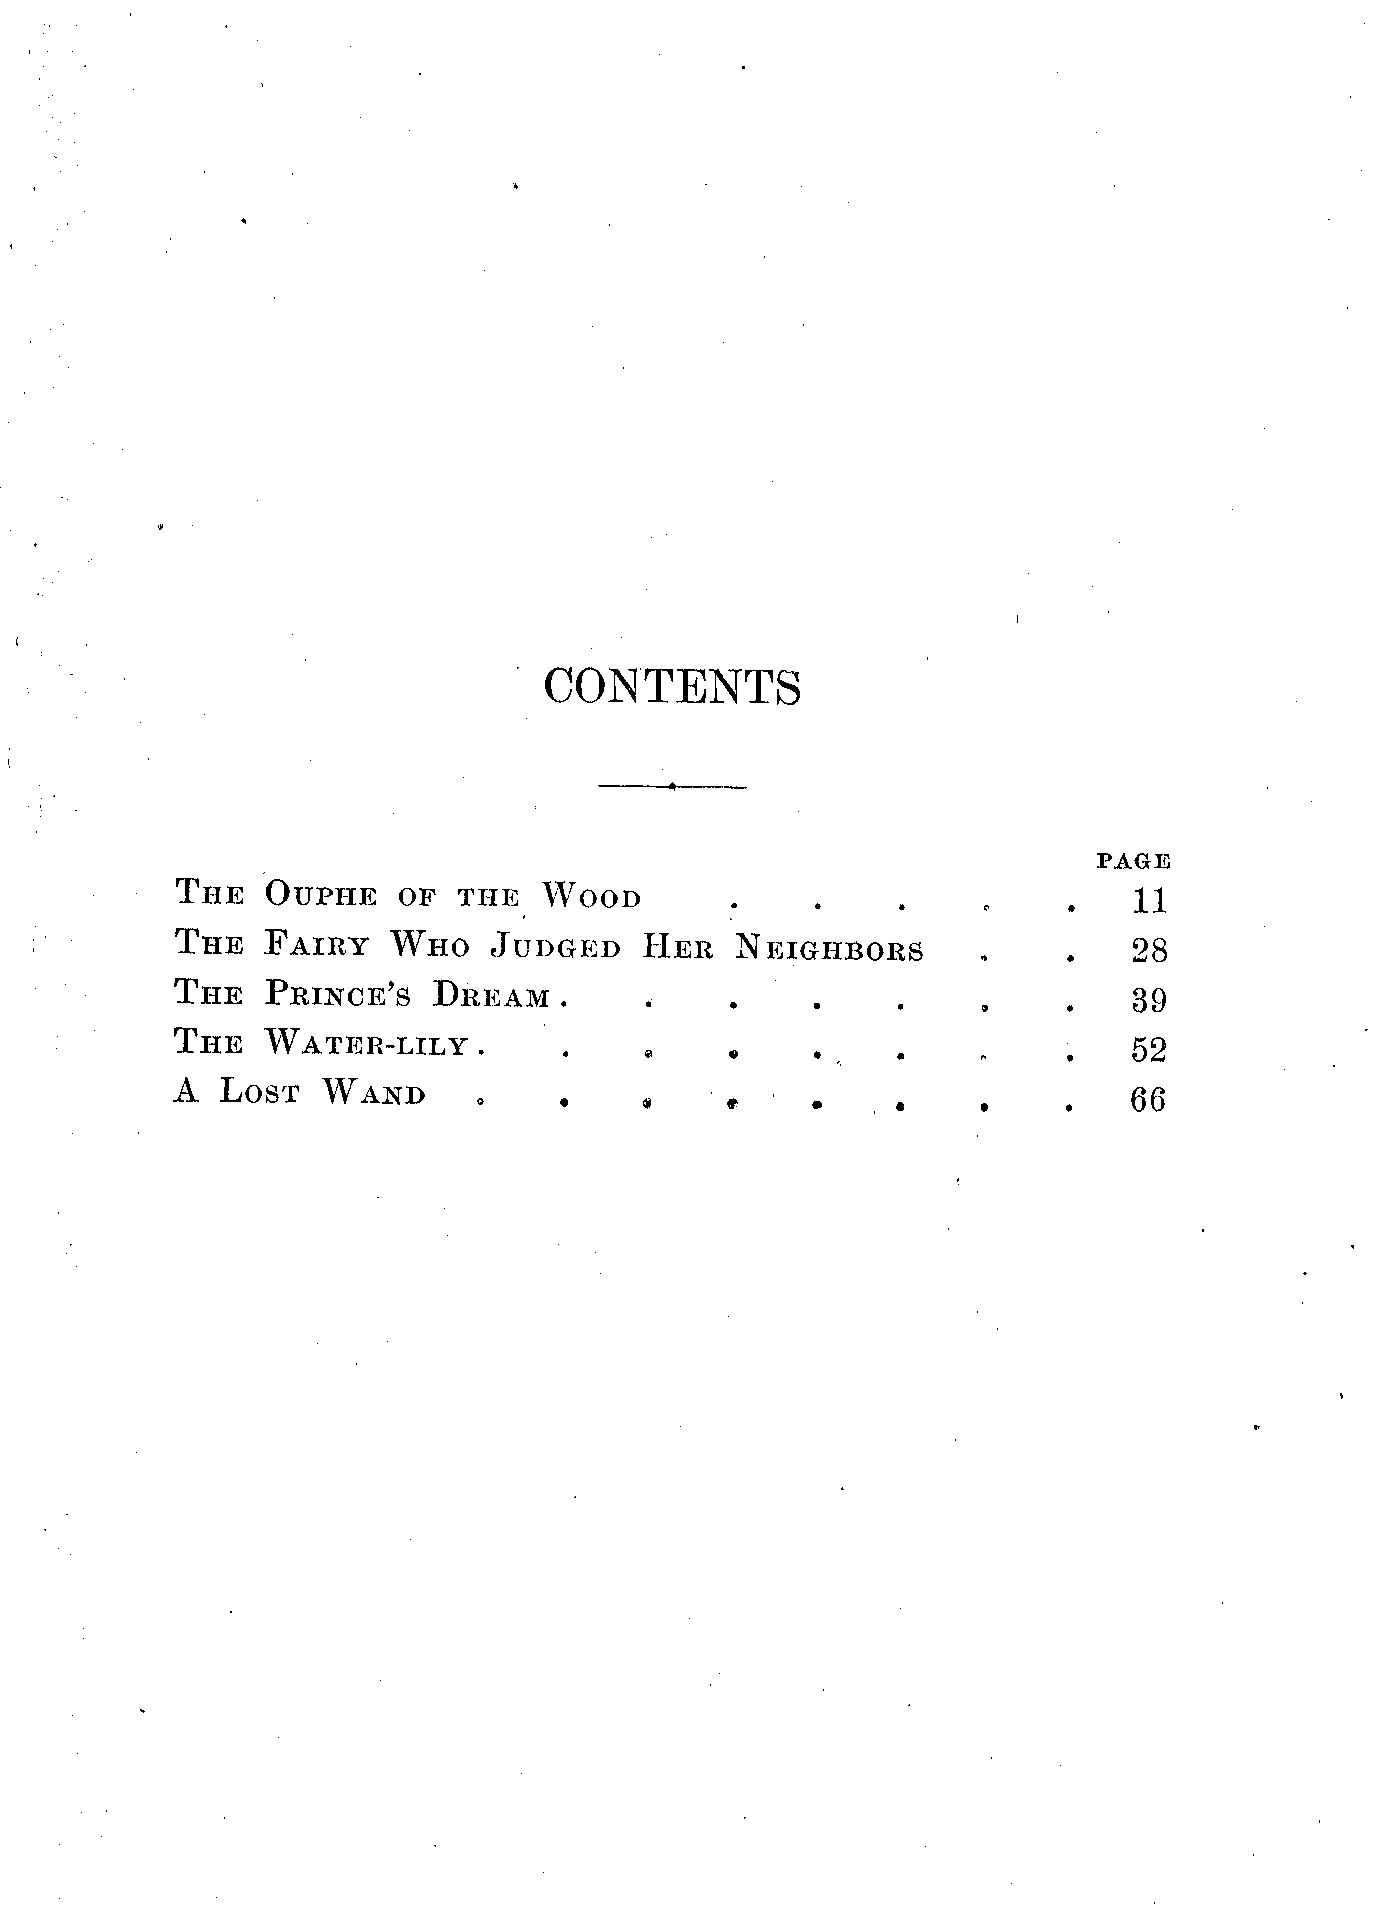 CONTENTS
PAGE
THE OUPHE OF THE WOOD . . . . . 11
THE FAIRY WHO JUDGED HER NEIGHBORS . . 28
THE PRINCE'S DREAM . . . . . . . 39
THE WATER-LILY . . . . . . . . 52
A LOST WAND . . . . . . . . 66